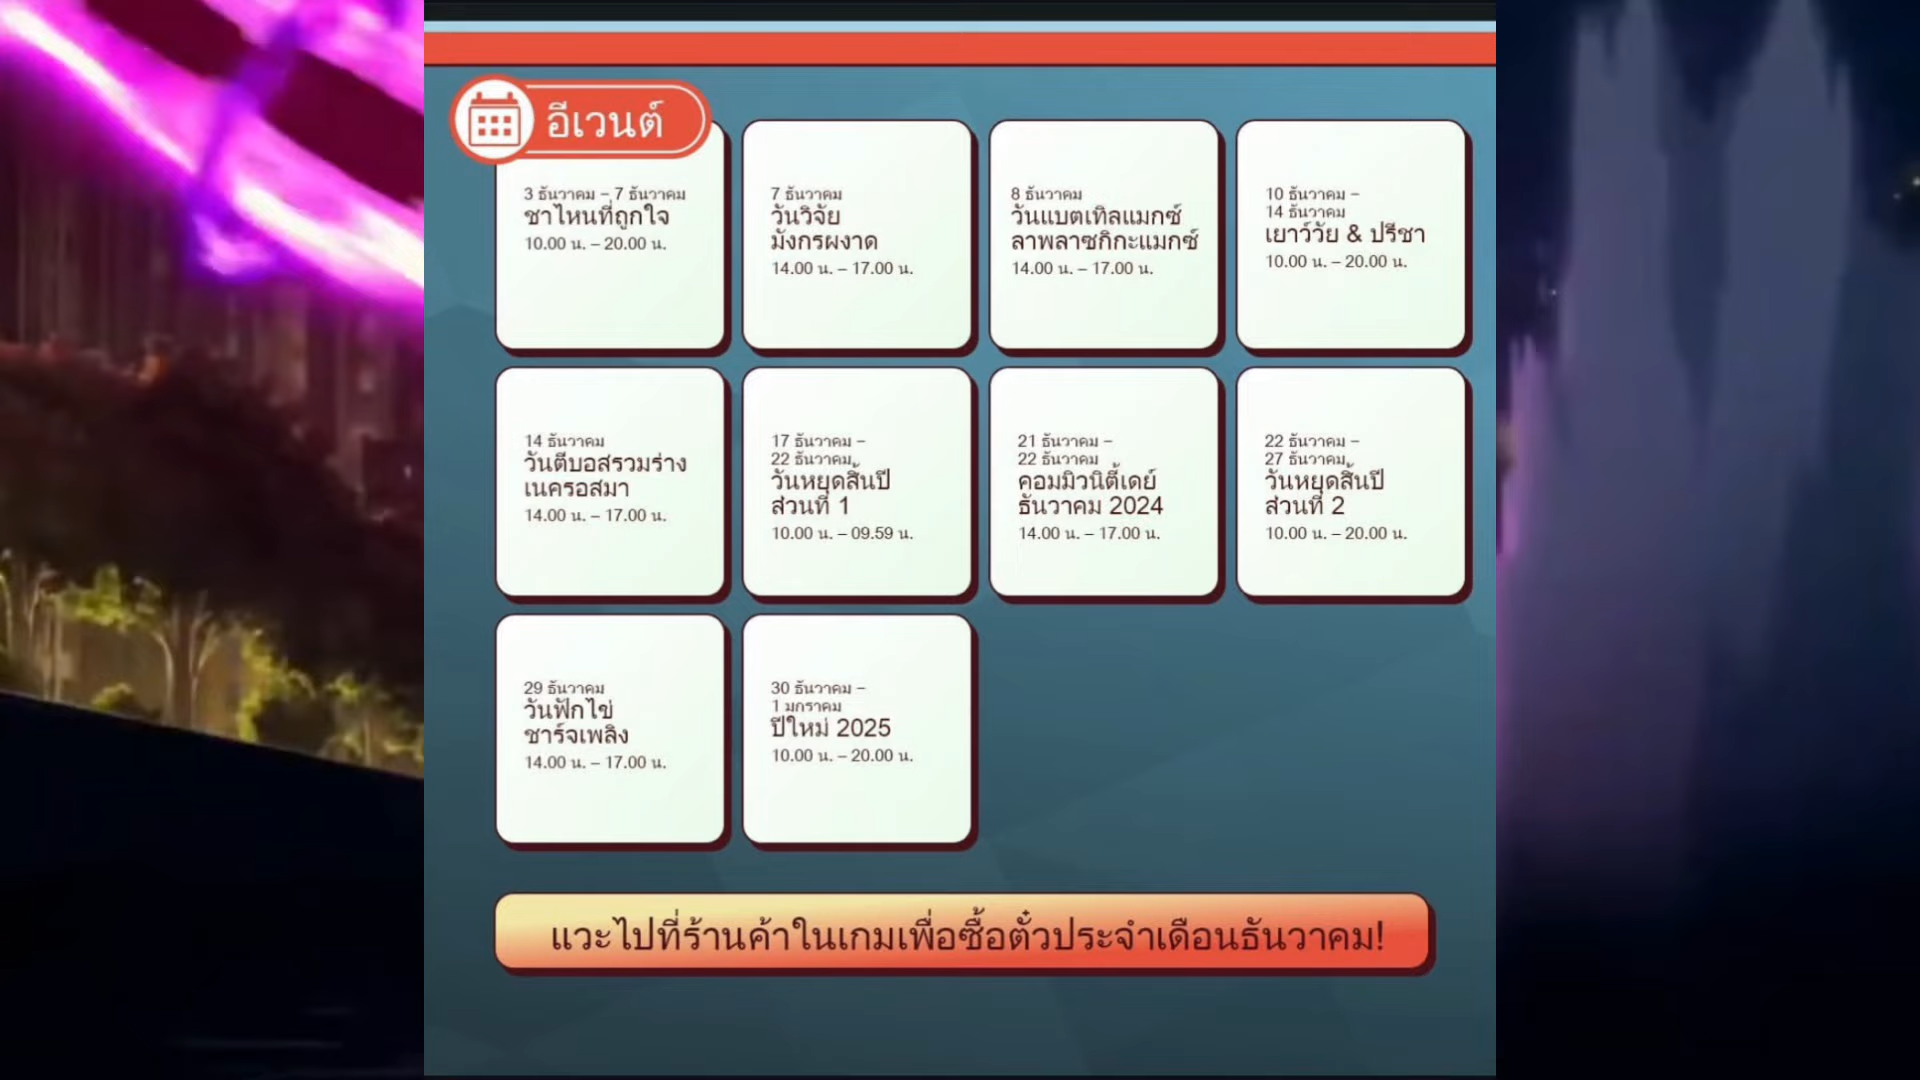 อีเวนต์
3 ธันวาคม – 7 ธันวาคม
ชาไหนที่ถูกใจ
10.00 น. – 20.00 น.
7 ธันวาคม
วันวิจัย
มังกรผงาด
14.00 น. – 17.00 น.
8 ธันวาคม
วันแบตเทิลแมกซ์
ลาพลาซกิกะแมกซ์
14.00 น. – 17.00 น.
10 ธันวาคม –
14 ธันวาคม
เยาว์วัย & ปรีชา
10.00 น. – 20.00 น.
14 ธันวาคม
วันตีบอสรวมร่าง
เนครอสมา
14.00 น. – 17.00 น.
17 ธันวาคม –
22 ธันวาคม
วันหยุดสิ้นปี
ส่วนที่ 1
10.00 น. – 09.59 น.
21 ธันวาคม –
22 ธันวาคม
คอมมิวนิตี้เดย์
ธันวาคม 2024
14.00 น. – 17.00 น.
22 ธันวาคม –
27 ธันวาคม
วันหยุดสิ้นปี
ส่วนที่ 2
10.00 น. – 20.00 น.
29 ธันวาคม
วันฟักไข่
ชาร์จเพลิง
14.00 น. – 17.00 น.
30 ธันวาคม –
1 มกราคม
ปีใหม่ 2025
10.00 น. – 20.00 น.
แวะไปที่ร้านค้าในเกมเพื่อซื้อตั๋วประจำเดือนธันวาคม!